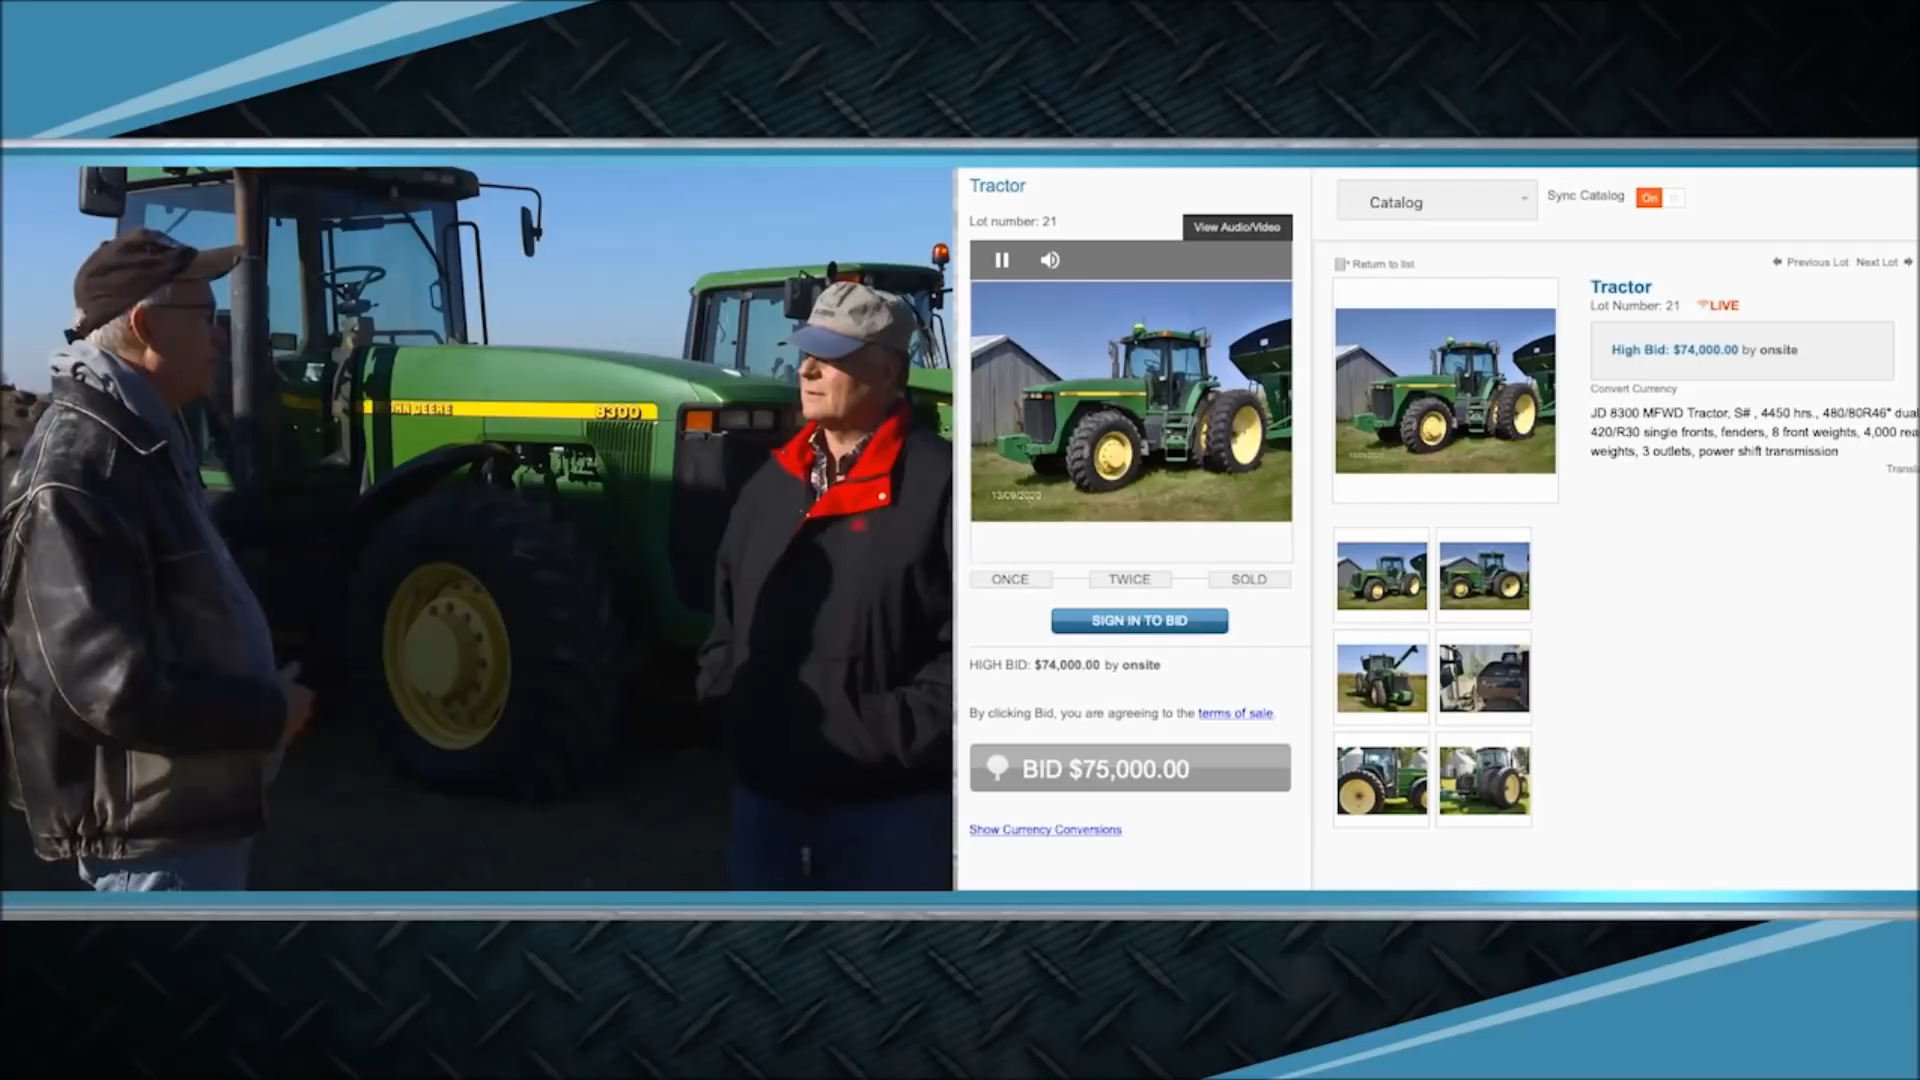 JOHN DEERE
8300
Tractor
Lot number: 21
View Audio/Video
13/09/2020
ONCE
TWICE
SOLD
SIGN IN TO BID
HIGH BID: $74,000.00 by onsite
By clicking Bid, you are agreeing to the terms of sale.
BID $75,000.00
Show Currency Conversions
Catalog
Sync Catalog
On
Return to list
Previous Lot
Next Lot
Tractor
Lot Number: 21
LIVE
High Bid: $74,000.00 by onsite
Convert Currency
JD 8300 MFWD Tractor, S# , 4450 hrs., 480/80R46" dual
420/R30 single fronts, fenders, 8 front weights, 4,000 rea
weights, 3 outlets, power shift transmission
Transla
13/09/2020